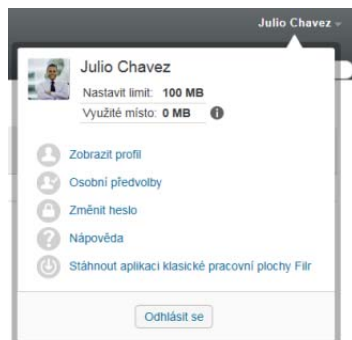 Julio Chavez
Julio Chavez
Nastavit limit: 100 MB
Využité místo: 0 MB
Zobrazit profil
Osobní předvolby
Změnit heslo
Nápověda
Stáhnout aplikaci klasické pracovní plochy Filr
Odhlásit se